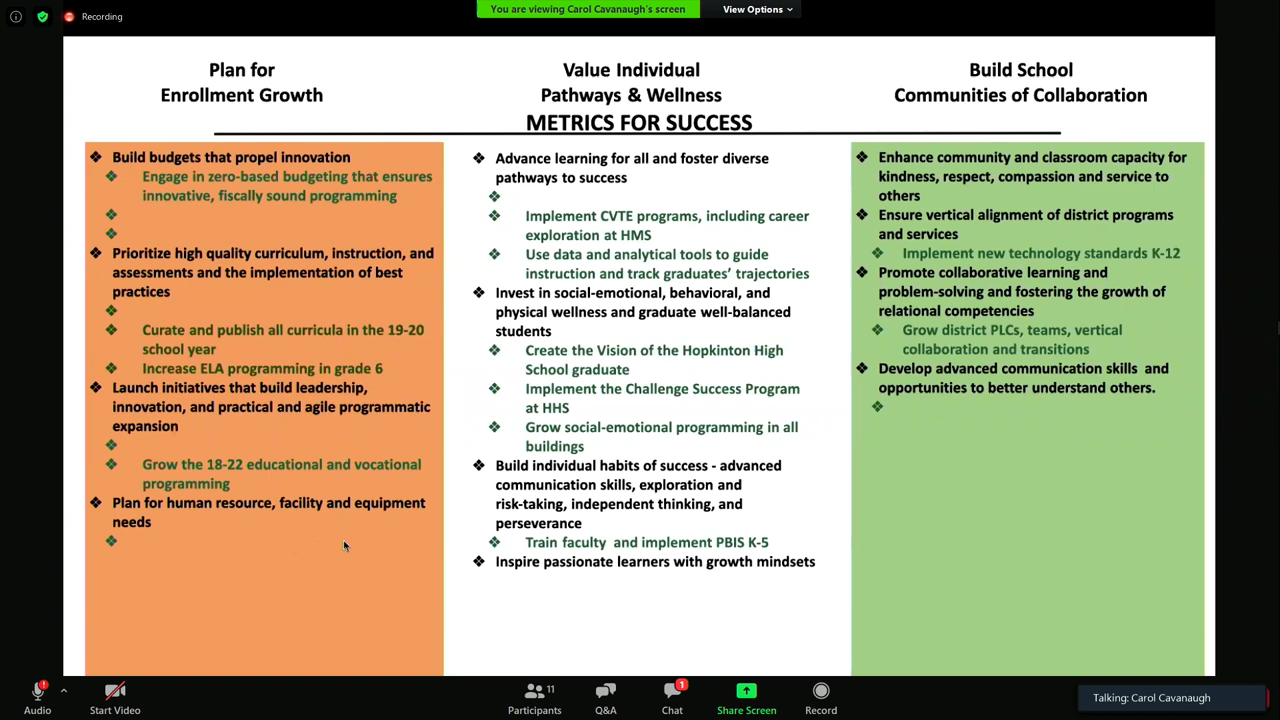 You are viewing Carol Cavanaugh's screen
View Options
Recording
Plan for
Enrollment Growth
Value Individual
Pathways & Wellness
Build School
Communities of Collaboration
METRICS FOR SUCCESS
Build budgets that propel innovation
Engage in zero-based budgeting that ensures
innovative, fiscally sound programming
Prioritize high quality curriculum, instruction, and
assessments and the implementation of best
practices
Curate and publish all curricula in the 19-20
school year
Increase ELA programming in grade 6
Launch initiatives that build leadership,
innovation, and practical and agile programmatic
expansion
Grow the 18-22 educational and vocational
programming
Plan for human resource, facility and equipment
needs
Advance learning for all and foster diverse
pathways to success
Implement CVTE programs, including career
exploration at HMS
Use data and analytical tools to guide
instruction and track graduates’ trajectories
Invest in social-emotional, behavioral, and
physical wellness and graduate well-balanced
students
Create the Vision of the Hopkinton High
School graduate
Implement the Challenge Success Program
at HHS
Grow social-emotional programming in all
buildings
Build individual habits of success - advanced
communication skills, exploration and
risk-taking, independent thinking, and
perseverance
Train faculty and implement PBIS K-5
Inspire passionate learners with growth mindsets
Enhance community and classroom capacity for
kindness, respect, compassion and service to
others
Ensure vertical alignment of district programs
and services
Implement new technology standards K-12
Promote collaborative learning and
problem-solving and fostering the growth of
relational competencies
Grow district PLCs, teams, vertical
collaboration and transitions
Develop advanced communication skills and
opportunities to better understand others.
Audio
Start Video
Participants
11
Q&A
Chat
1
Share Screen
Record
Talking: Carol Cavanaugh